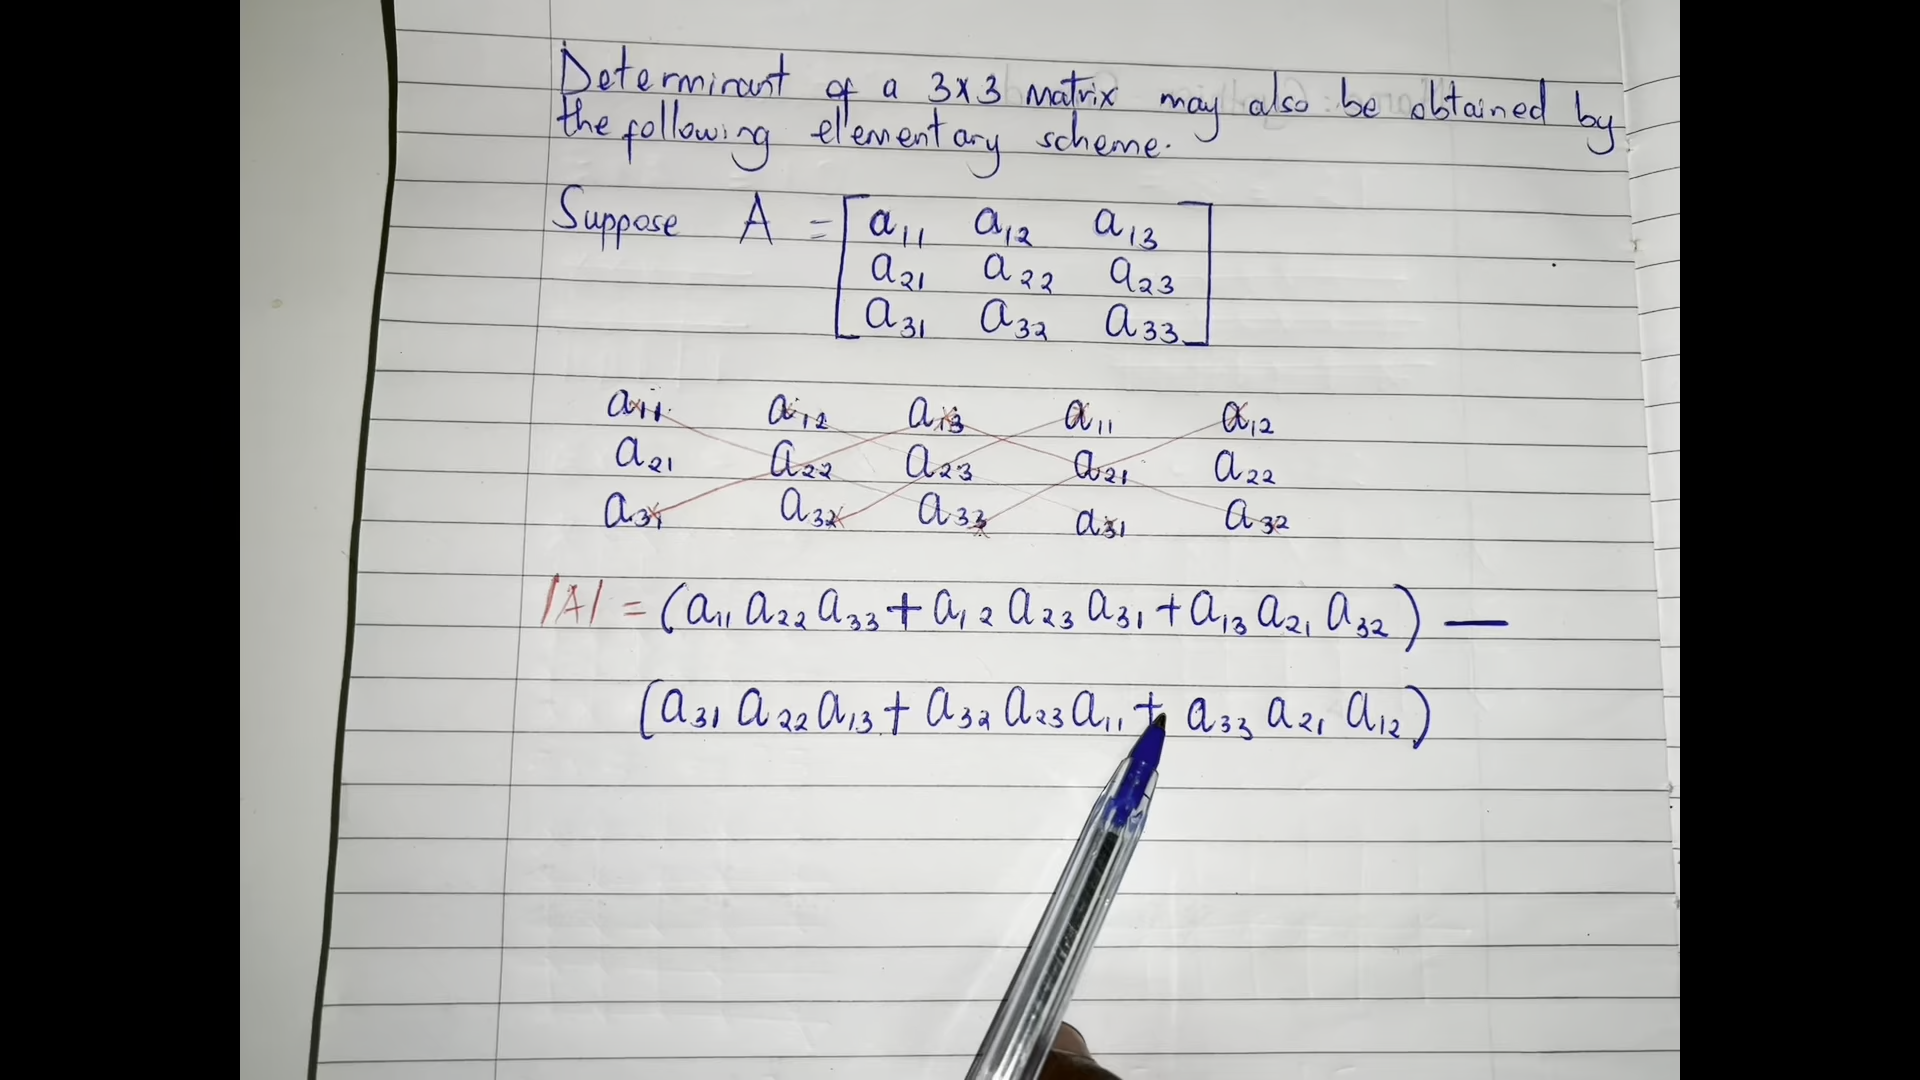 Determinant of a 3x3 matrix may also be obtained by
the following elementary scheme.
Suppose A = [a₁₁ a₁₂ a₁₃
a₂₁ a₂₂ a₂₃
a₃₁ a₃₂ a₃₃]
a₁₁ a₁₂ a₁₃ a₁₁ a₁₂
a₂₁ a₂₂ a₂₃ a₂₁ a₂₂
a₃₁ a₃₂ a₃₃ a₃₁ a₃₂
|A| = (a₁₁ a₂₂ a₃₃ + a₁₂ a₂₃ a₃₁ + a₁₃ a₂₁ a₃₂) —
(a₃₁ a₂₂ a₁₃ + a₃₂ a₂₃ a₁₁ + a₃₃ a₂₁ a₁₂)